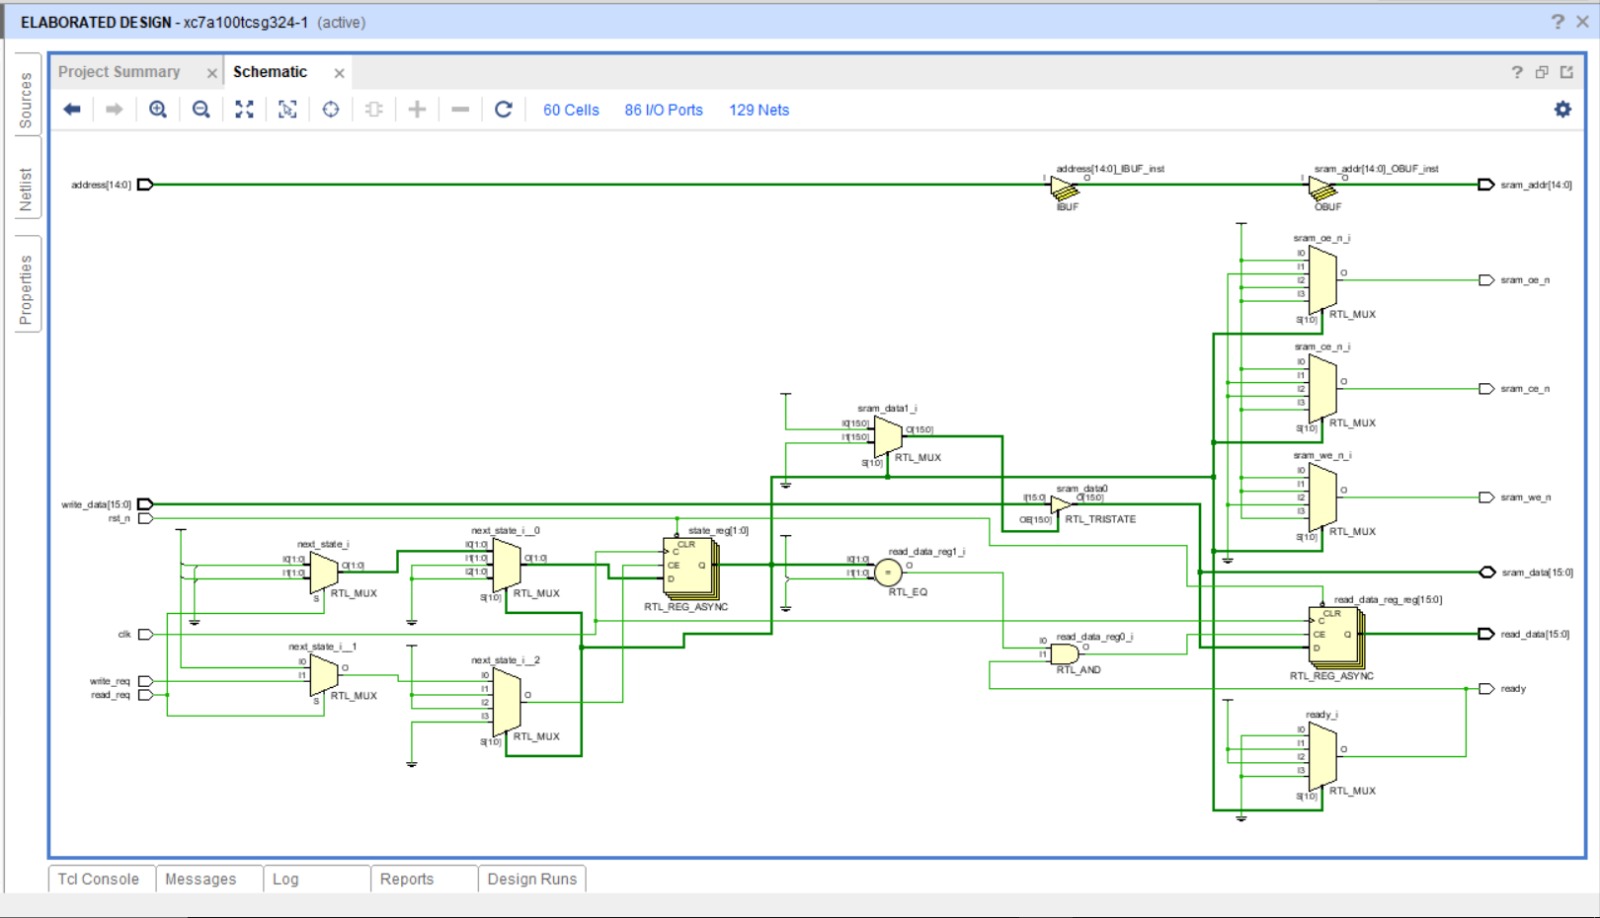 ELABORATED DESIGN - xc7a100tcsg324-1 (active)
Sources
Netlist
Properties
Project Summary
Schematic
60 Cells 86 I/O Ports 129 Nets
address[14:0]
address[14:0]_IBUF_inst
I
O
IBUF
sram_addr[14:0]_OBUF_inst
I
O
OBUF
sram_addr[14:0]
sram_oe_n_i
I0
I1
I2
I3
S[1:0]
O
RTL_MUX
sram_oe_n
sram_ce_n_i
I0
I1
I2
I3
S[1:0]
O
RTL_MUX
sram_ce_n
sram_we_n_i
I0
I1
I2
I3
S[1:0]
O
RTL_MUX
sram_we_n
sram_data1_i
I0[15:0]
I1[15:0]
S[1:0]
O[15:0]
RTL_MUX
write_data[15:0]
rst_n
sram_data0
I[15:0]
O[15:0]
OE[15:0]
RTL_TRISTATE
next_state_i
I0[1:0]
I1[1:0]
S
O[1:0]
RTL_MUX
next_state_i__0
I0[1:0]
I1[1:0]
I2[1:0]
S[1:0]
O[1:0]
RTL_MUX
state_reg[1:0]
CLR
C
CE
D
Q
RTL_REG_ASYNC
read_data_reg1_i
I0[1:0]
I1[1:0]
=
O
RTL_EQ
sram_data[15:0]
clk
next_state_i__1
I0
I1
S
O
RTL_MUX
write_req
read_req
next_state_i__2
I0
I1
I2
I3
S[1:0]
O
RTL_MUX
read_data_reg0_i
I0
I1
O
RTL_AND
read_data_reg_reg[15:0]
CLR
C
CE
D
Q
RTL_REG_ASYNC
read_data[15:0]
ready
ready_i
I0
I1
I2
I3
S[1:0]
O
RTL_MUX
Tcl Console
Messages
Log
Reports
Design Runs